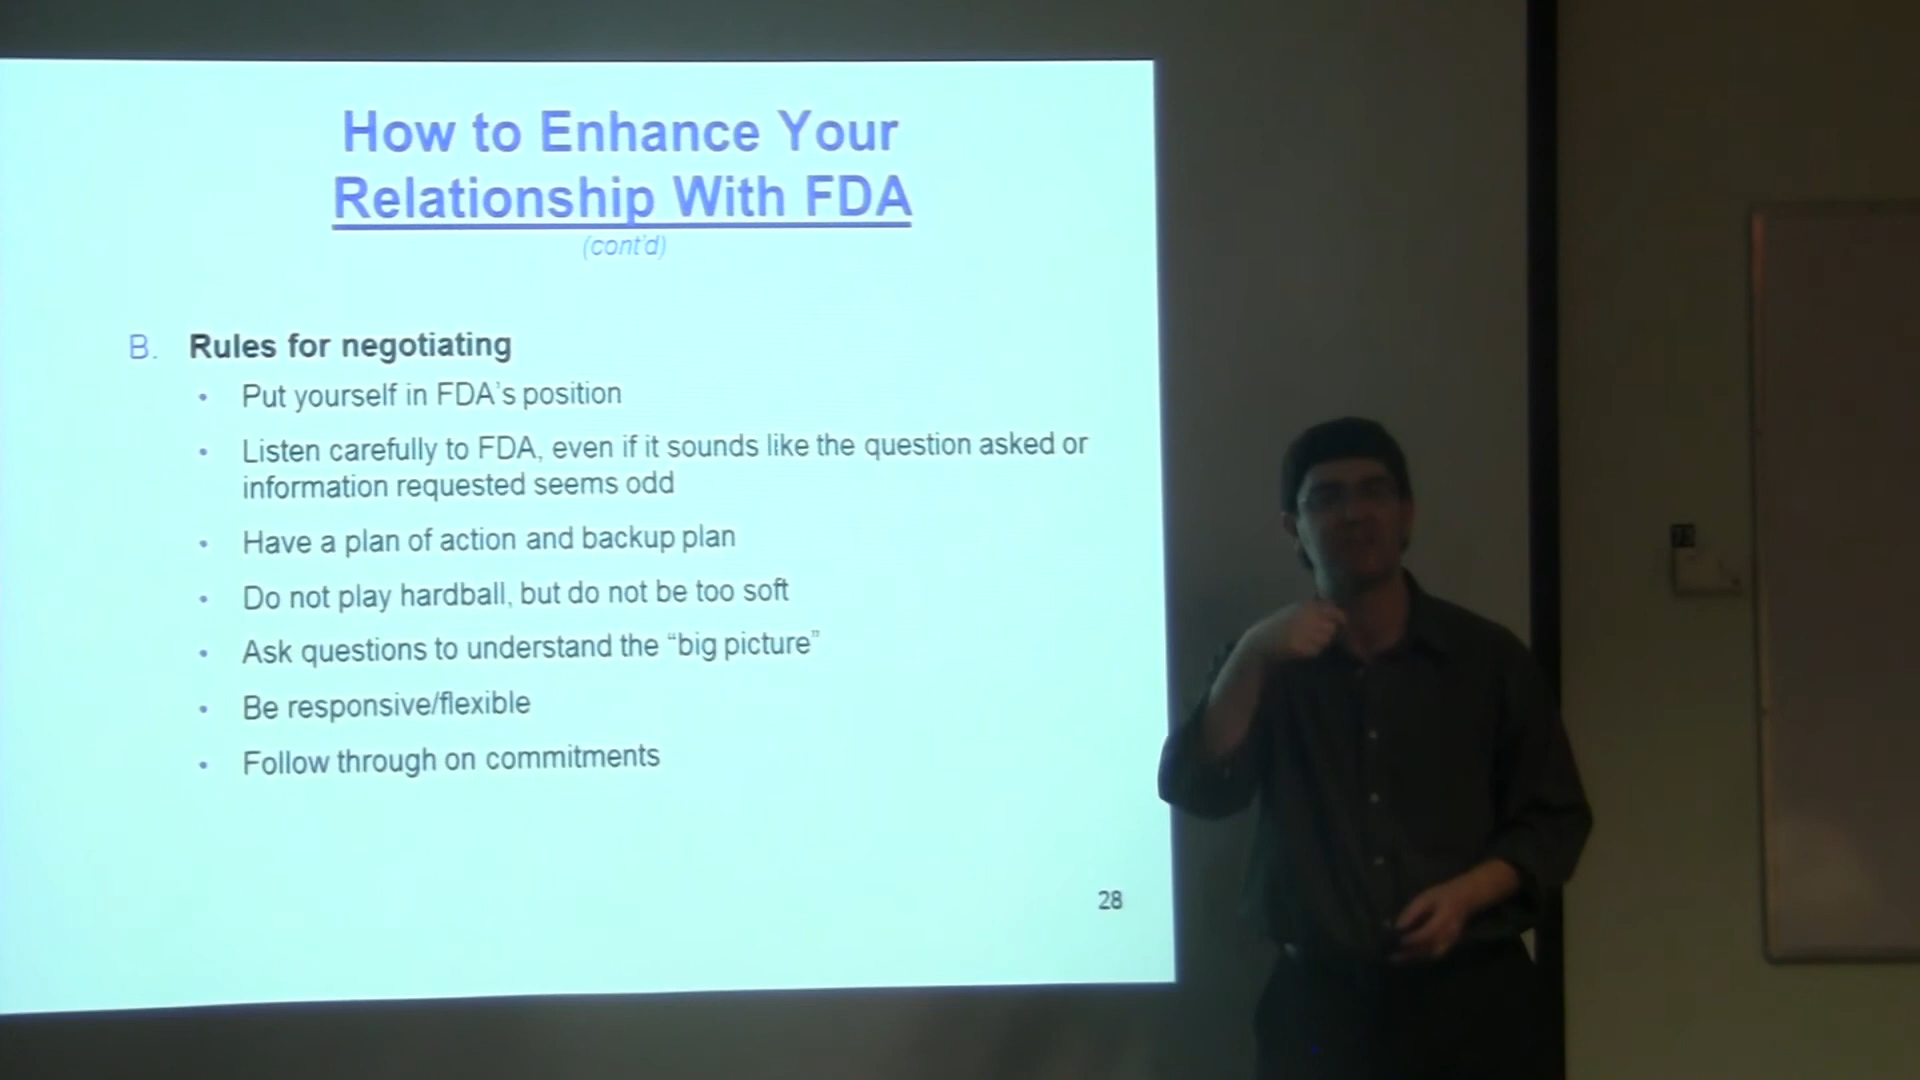 How to Enhance Your
Relationship With FDA
(cont'd)
B. Rules for negotiating
• Put yourself in FDA's position
• Listen carefully to FDA, even if it sounds like the question asked or
information requested seems odd
• Have a plan of action and backup plan
• Do not play hardball, but do not be too soft
• Ask questions to understand the “big picture”
• Be responsive/flexible
• Follow through on commitments
28